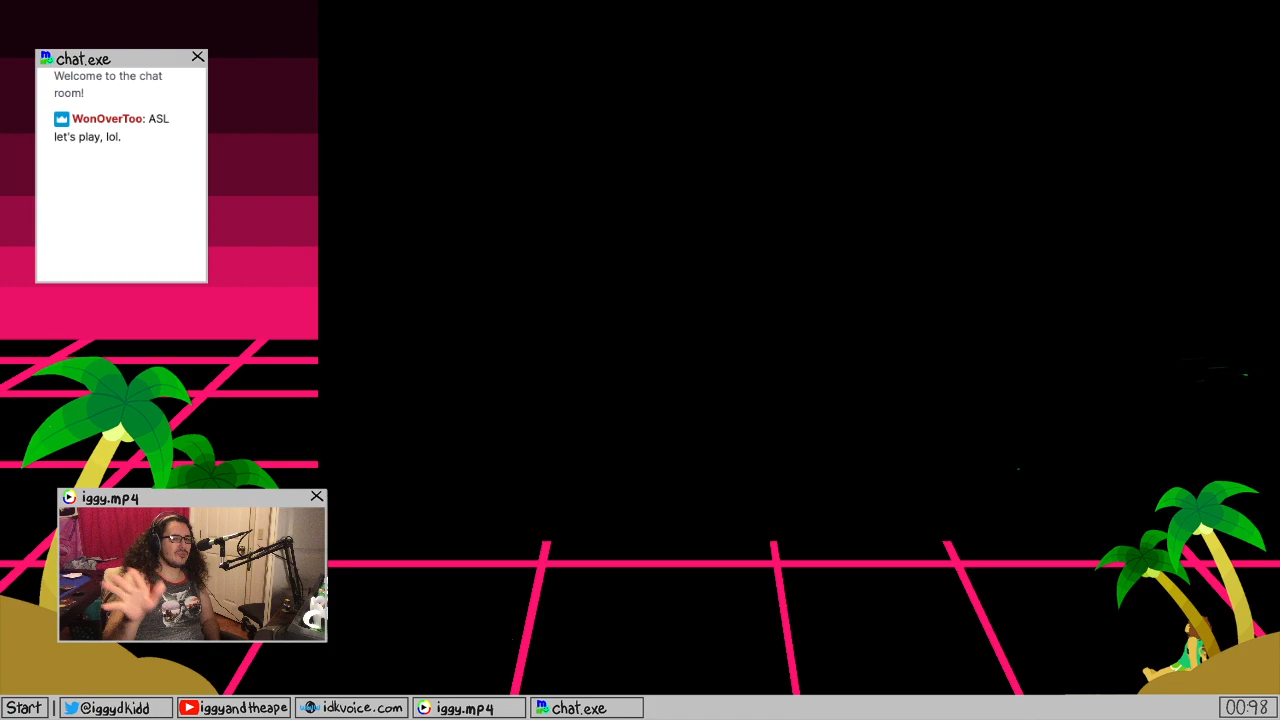 chat.exe
Welcome to the chat
room!
WonOverToo: ASL
let's play, lol.
iggy.mp4
Start | @iggydkidd iggyandtheape www idkvoice.com iggy.mp4 chat.exe 00:98